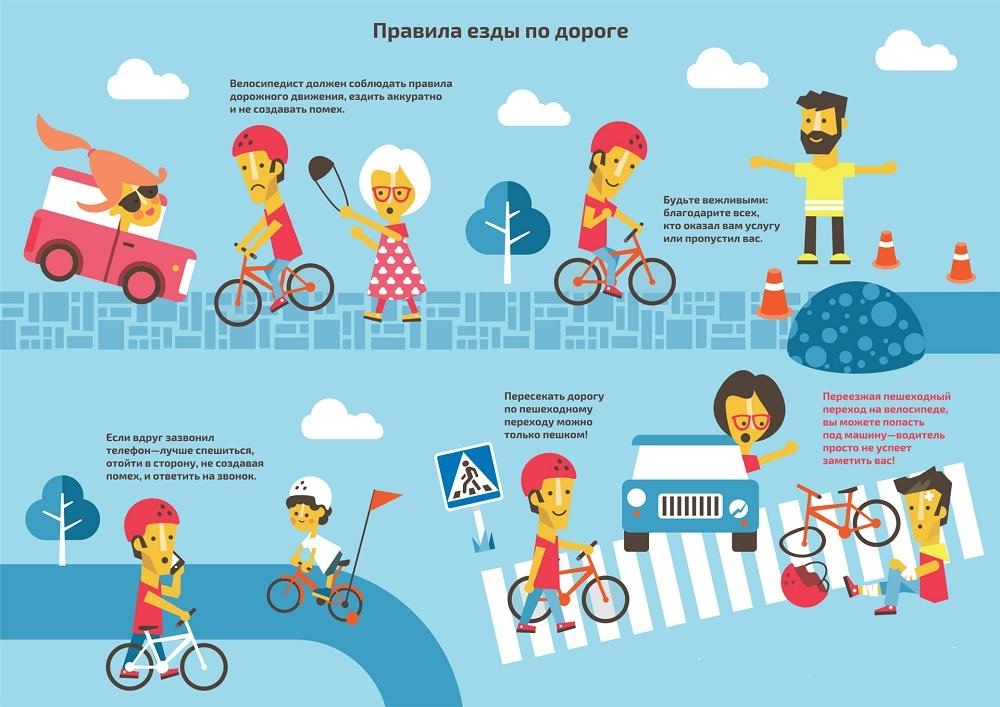 Правила езды по дороге
Велосипедист должен соблюдать правила
дорожного движения, ездить аккуратно
и не создавать помех.
Будьте вежливыми:
благодарите всех,
кто оказал вам услугу
или пропустил вас.
Если вдруг зазвонил
телефон—лучше спешиться,
отойти в сторону, не создавая
помех, и ответить на звонок.
Пересекать дорогу
по пешеходному
переходу можно
только пешком!
Переезжая пешеходный
переход на велосипеде,
вы можете попасть
под машину—водитель
просто не успеет
заметить вас!